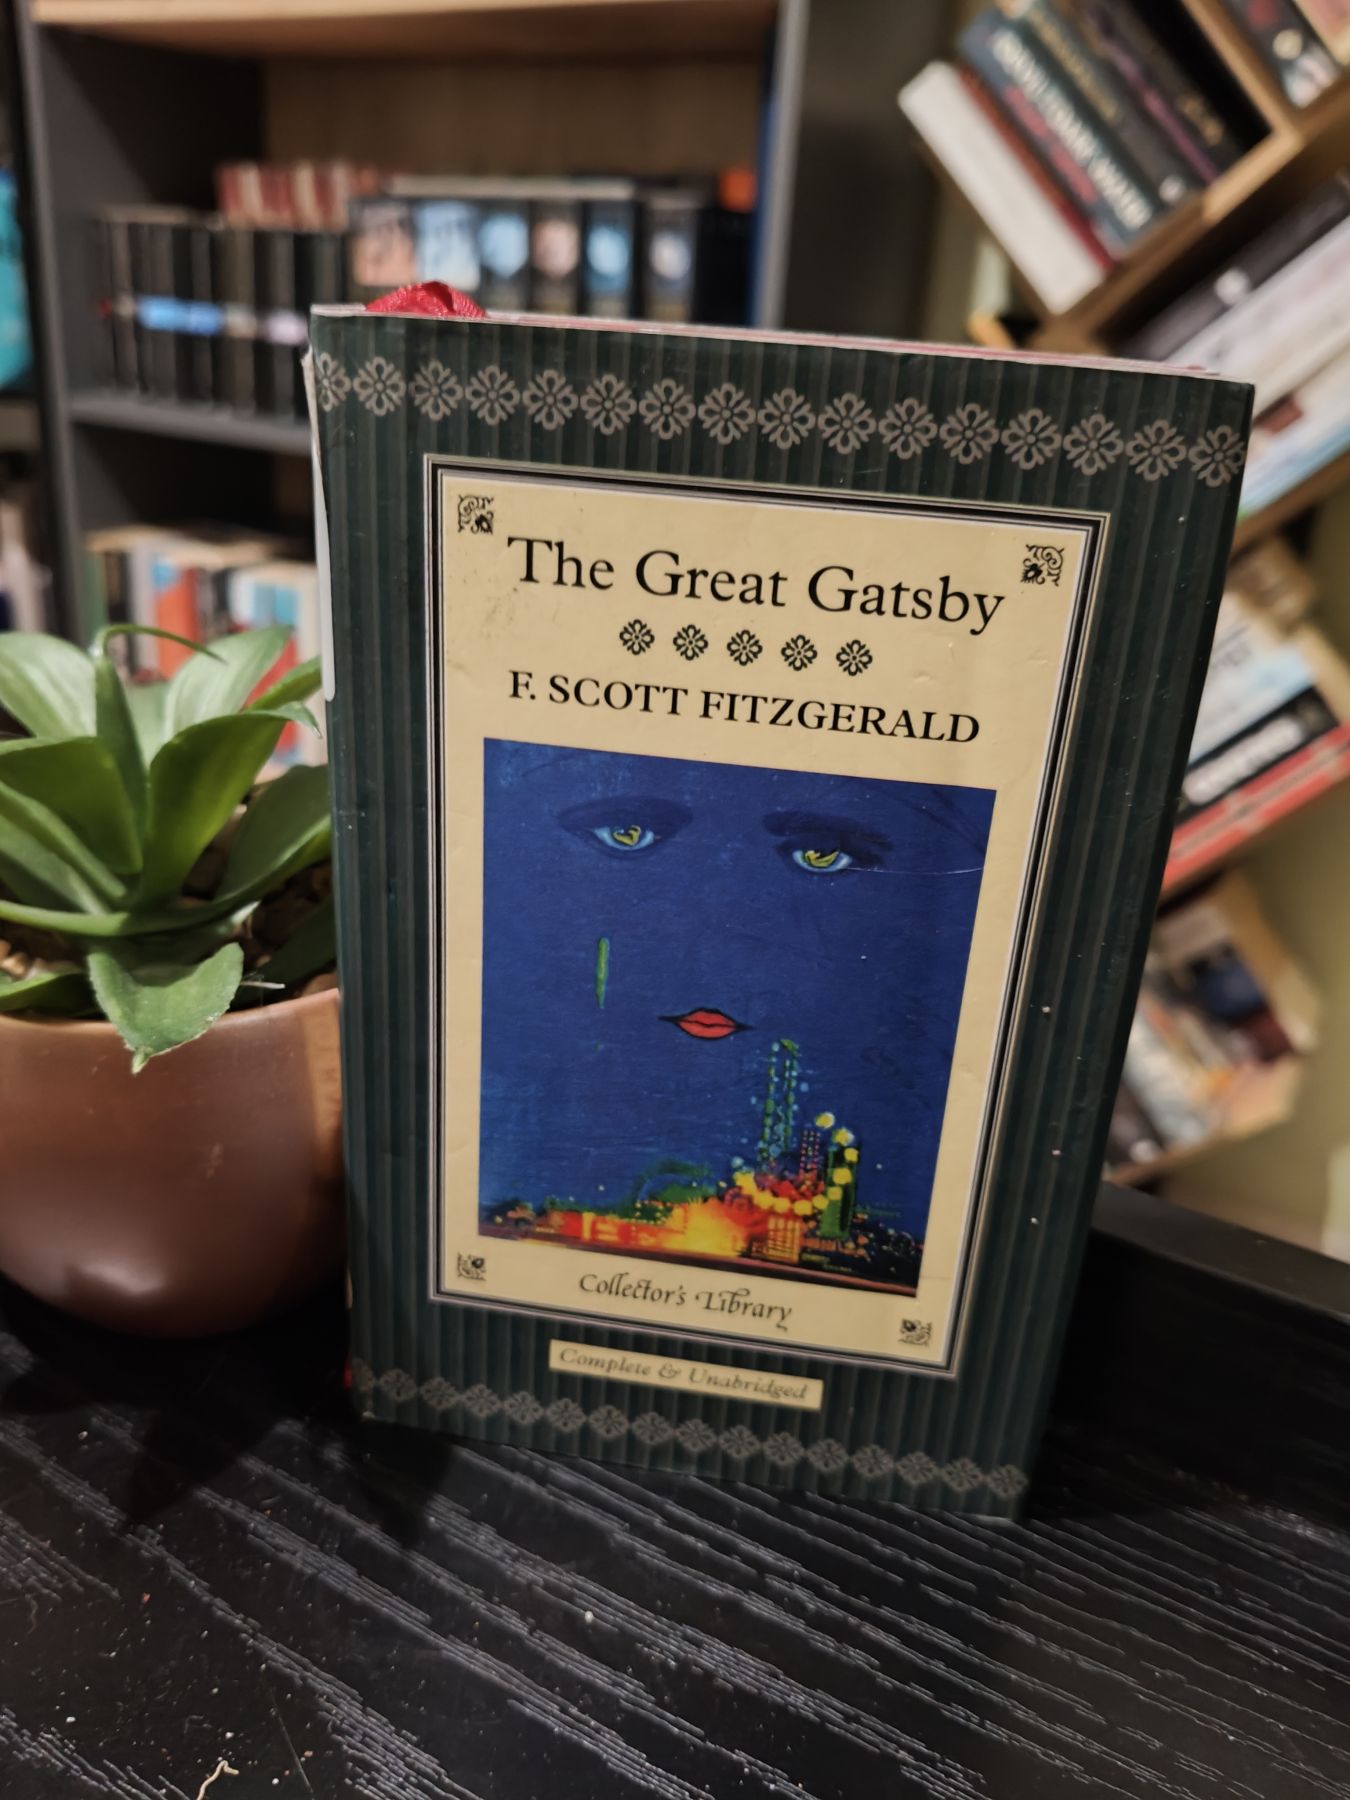 The Great Gatsby
F. SCOTT FITZGERALD
Collector's Library
Complete & Unabridged